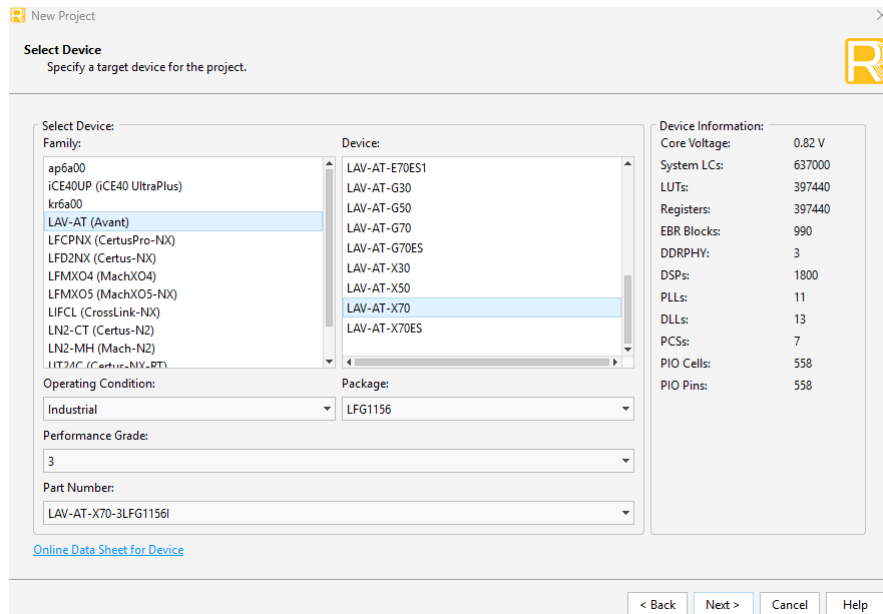 New Project
Select Device
Specify a target device for the project.
Select Device:
Family:
ap6a00
iCE40UP (iCE40 UltraPlus)
kr6a00
LAV-AT (Avant)
LFCPNX (CertusPro-NX)
LFD2NX (Certus-NX)
LFMXO4 (MachXO4)
LFMXO5 (MachXO5-NX)
LIFCL (CrossLink-NX)
LN2-CT (Certus-N2)
LN2-MH (Mach-N2)
UT24C (Certus-NX-RT)
Device:
LAV-AT-E70ES1
LAV-AT-G30
LAV-AT-G50
LAV-AT-G70
LAV-AT-G70ES
LAV-AT-X30
LAV-AT-X50
LAV-AT-X70
LAV-AT-X70ES
Operating Condition:
Industrial
Package:
LFG1156
Performance Grade:
3
Part Number:
LAV-AT-X70-3LFG1156I
Online Data Sheet for Device
Device Information:
Core Voltage: 0.82 V
System LCs: 637000
LUTs: 397440
Registers: 397440
EBR Blocks: 990
DDRPHY: 3
DSPs: 1800
PLLs: 11
DLLs: 13
PCSs: 7
PIO Cells: 558
PIO Pins: 558
< Back Next > Cancel Help